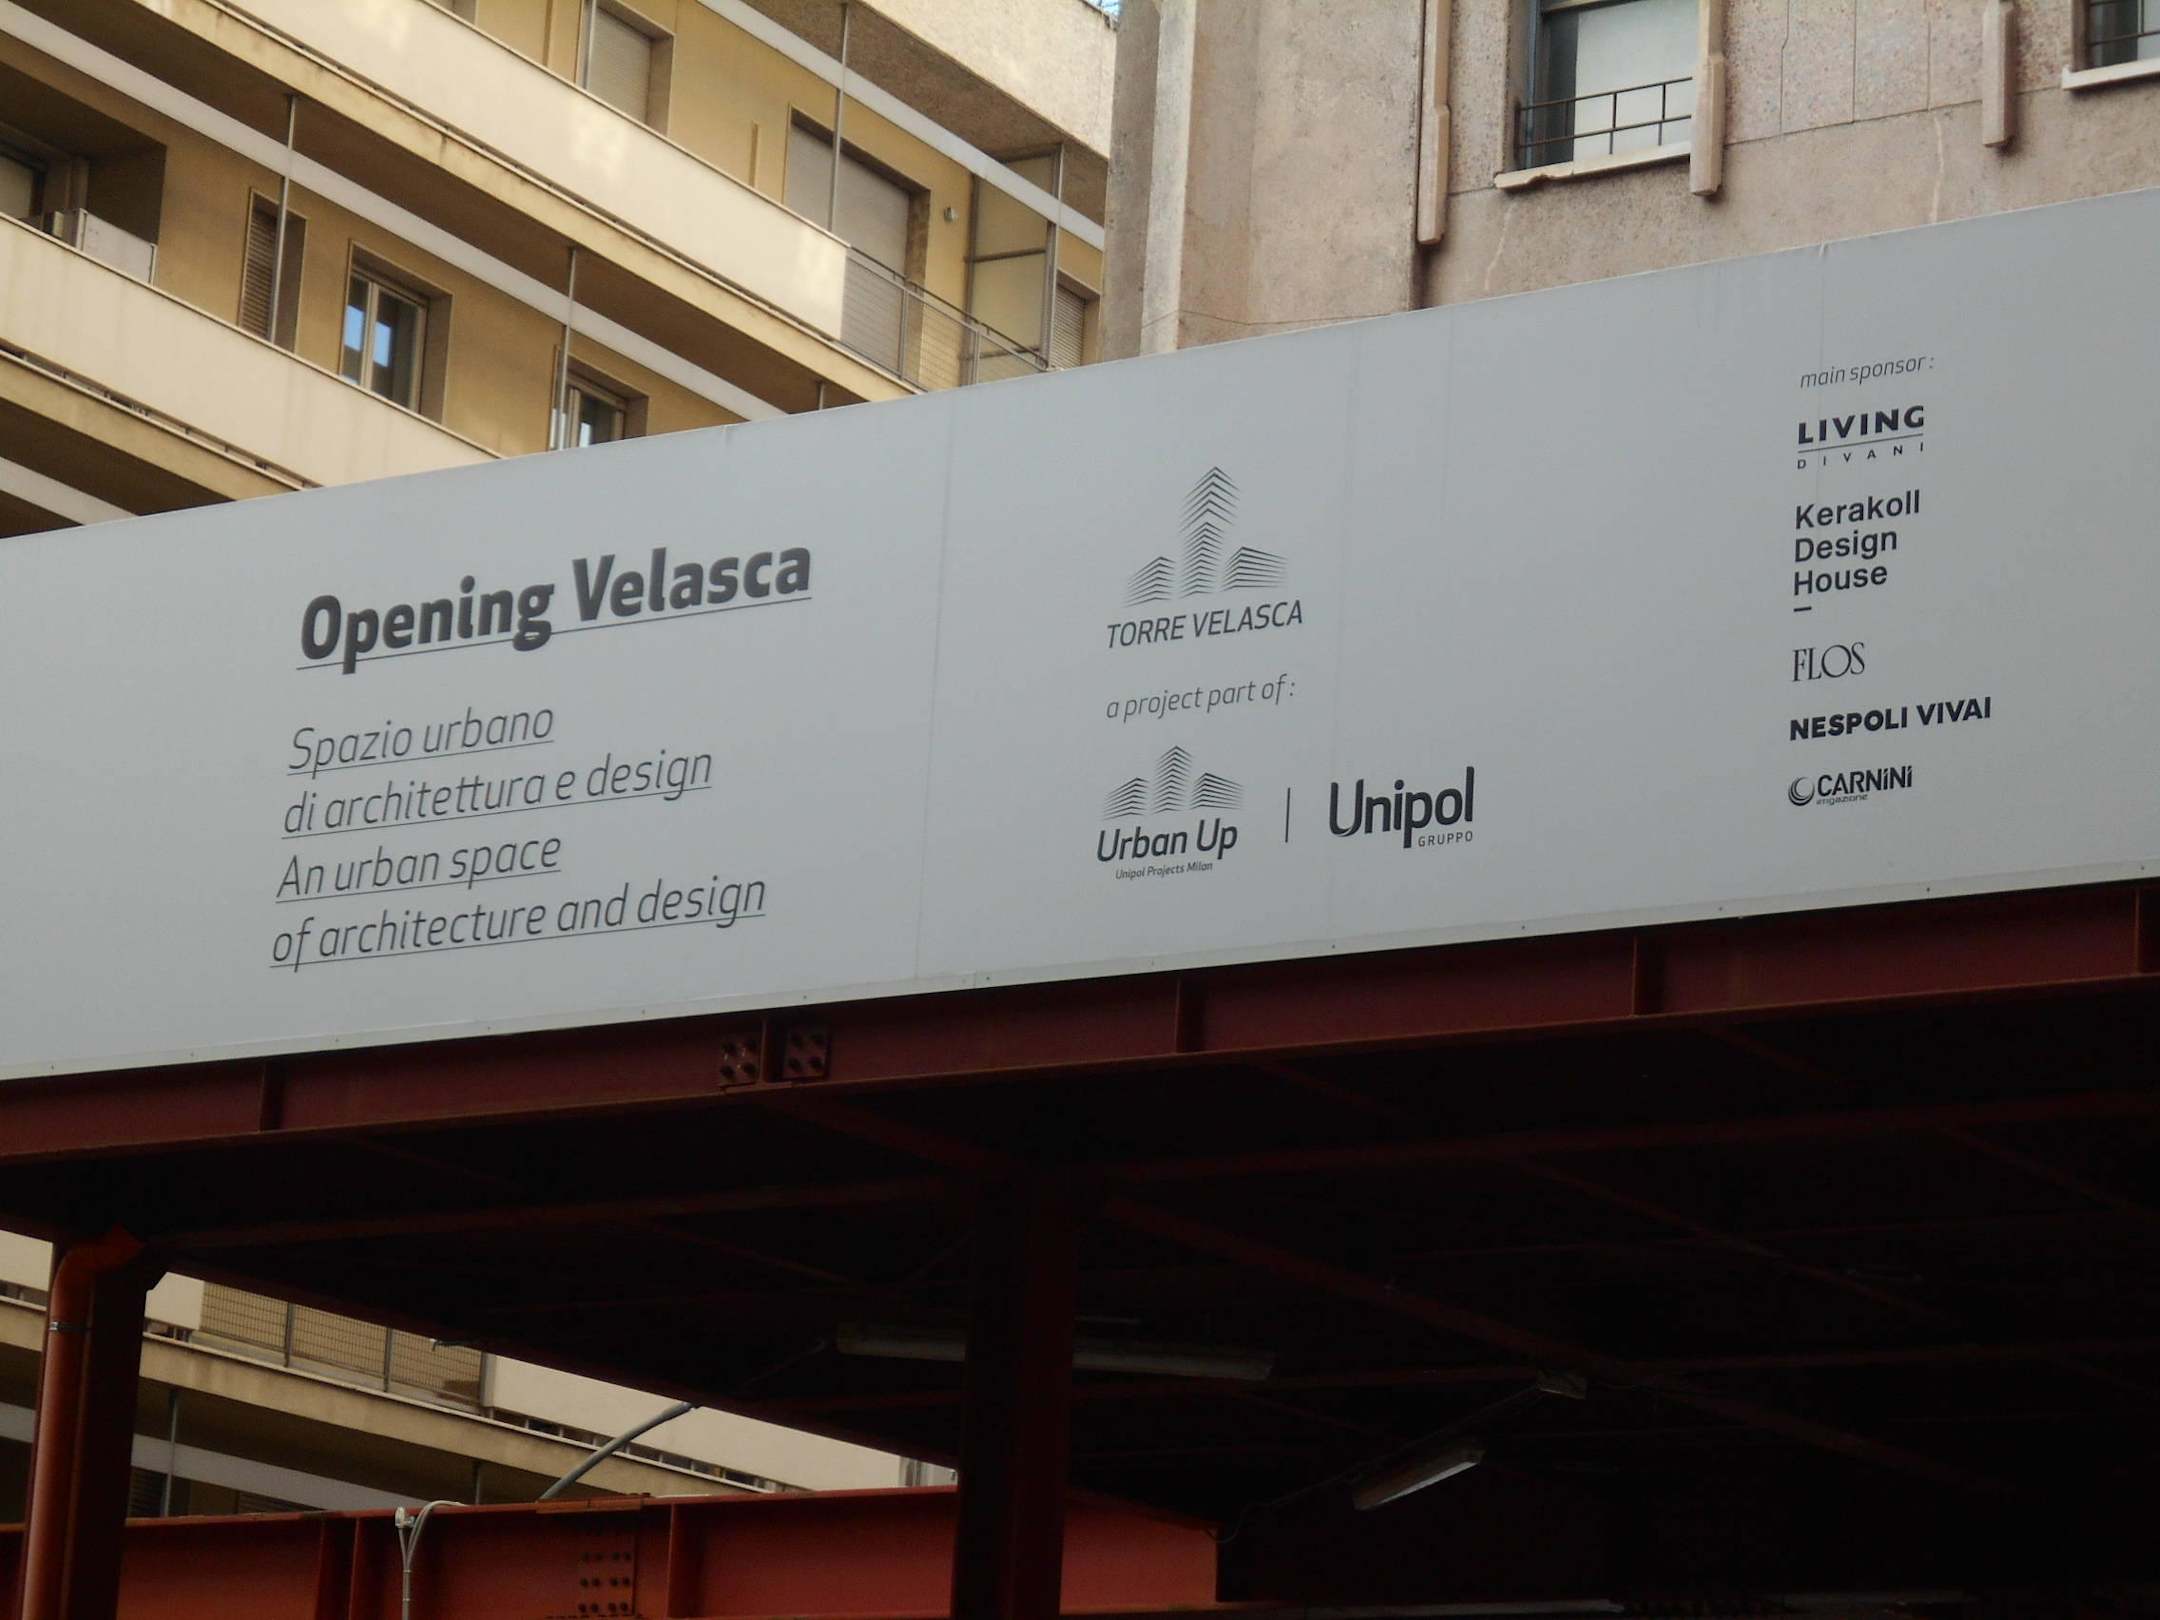 Opening Velasca
Spazio urbano
di architettura e design
An urban space
of architecture and design
TORRE VELASCA
a project part of:
Urban Up
Unipol Projects Milan
Unipol
GRUPPO
main sponsor:
LIVING
DIVANI
Kerakoll
Design
House
FLOS
NESPOLI VIVAI
CARNiNi
irrigazione